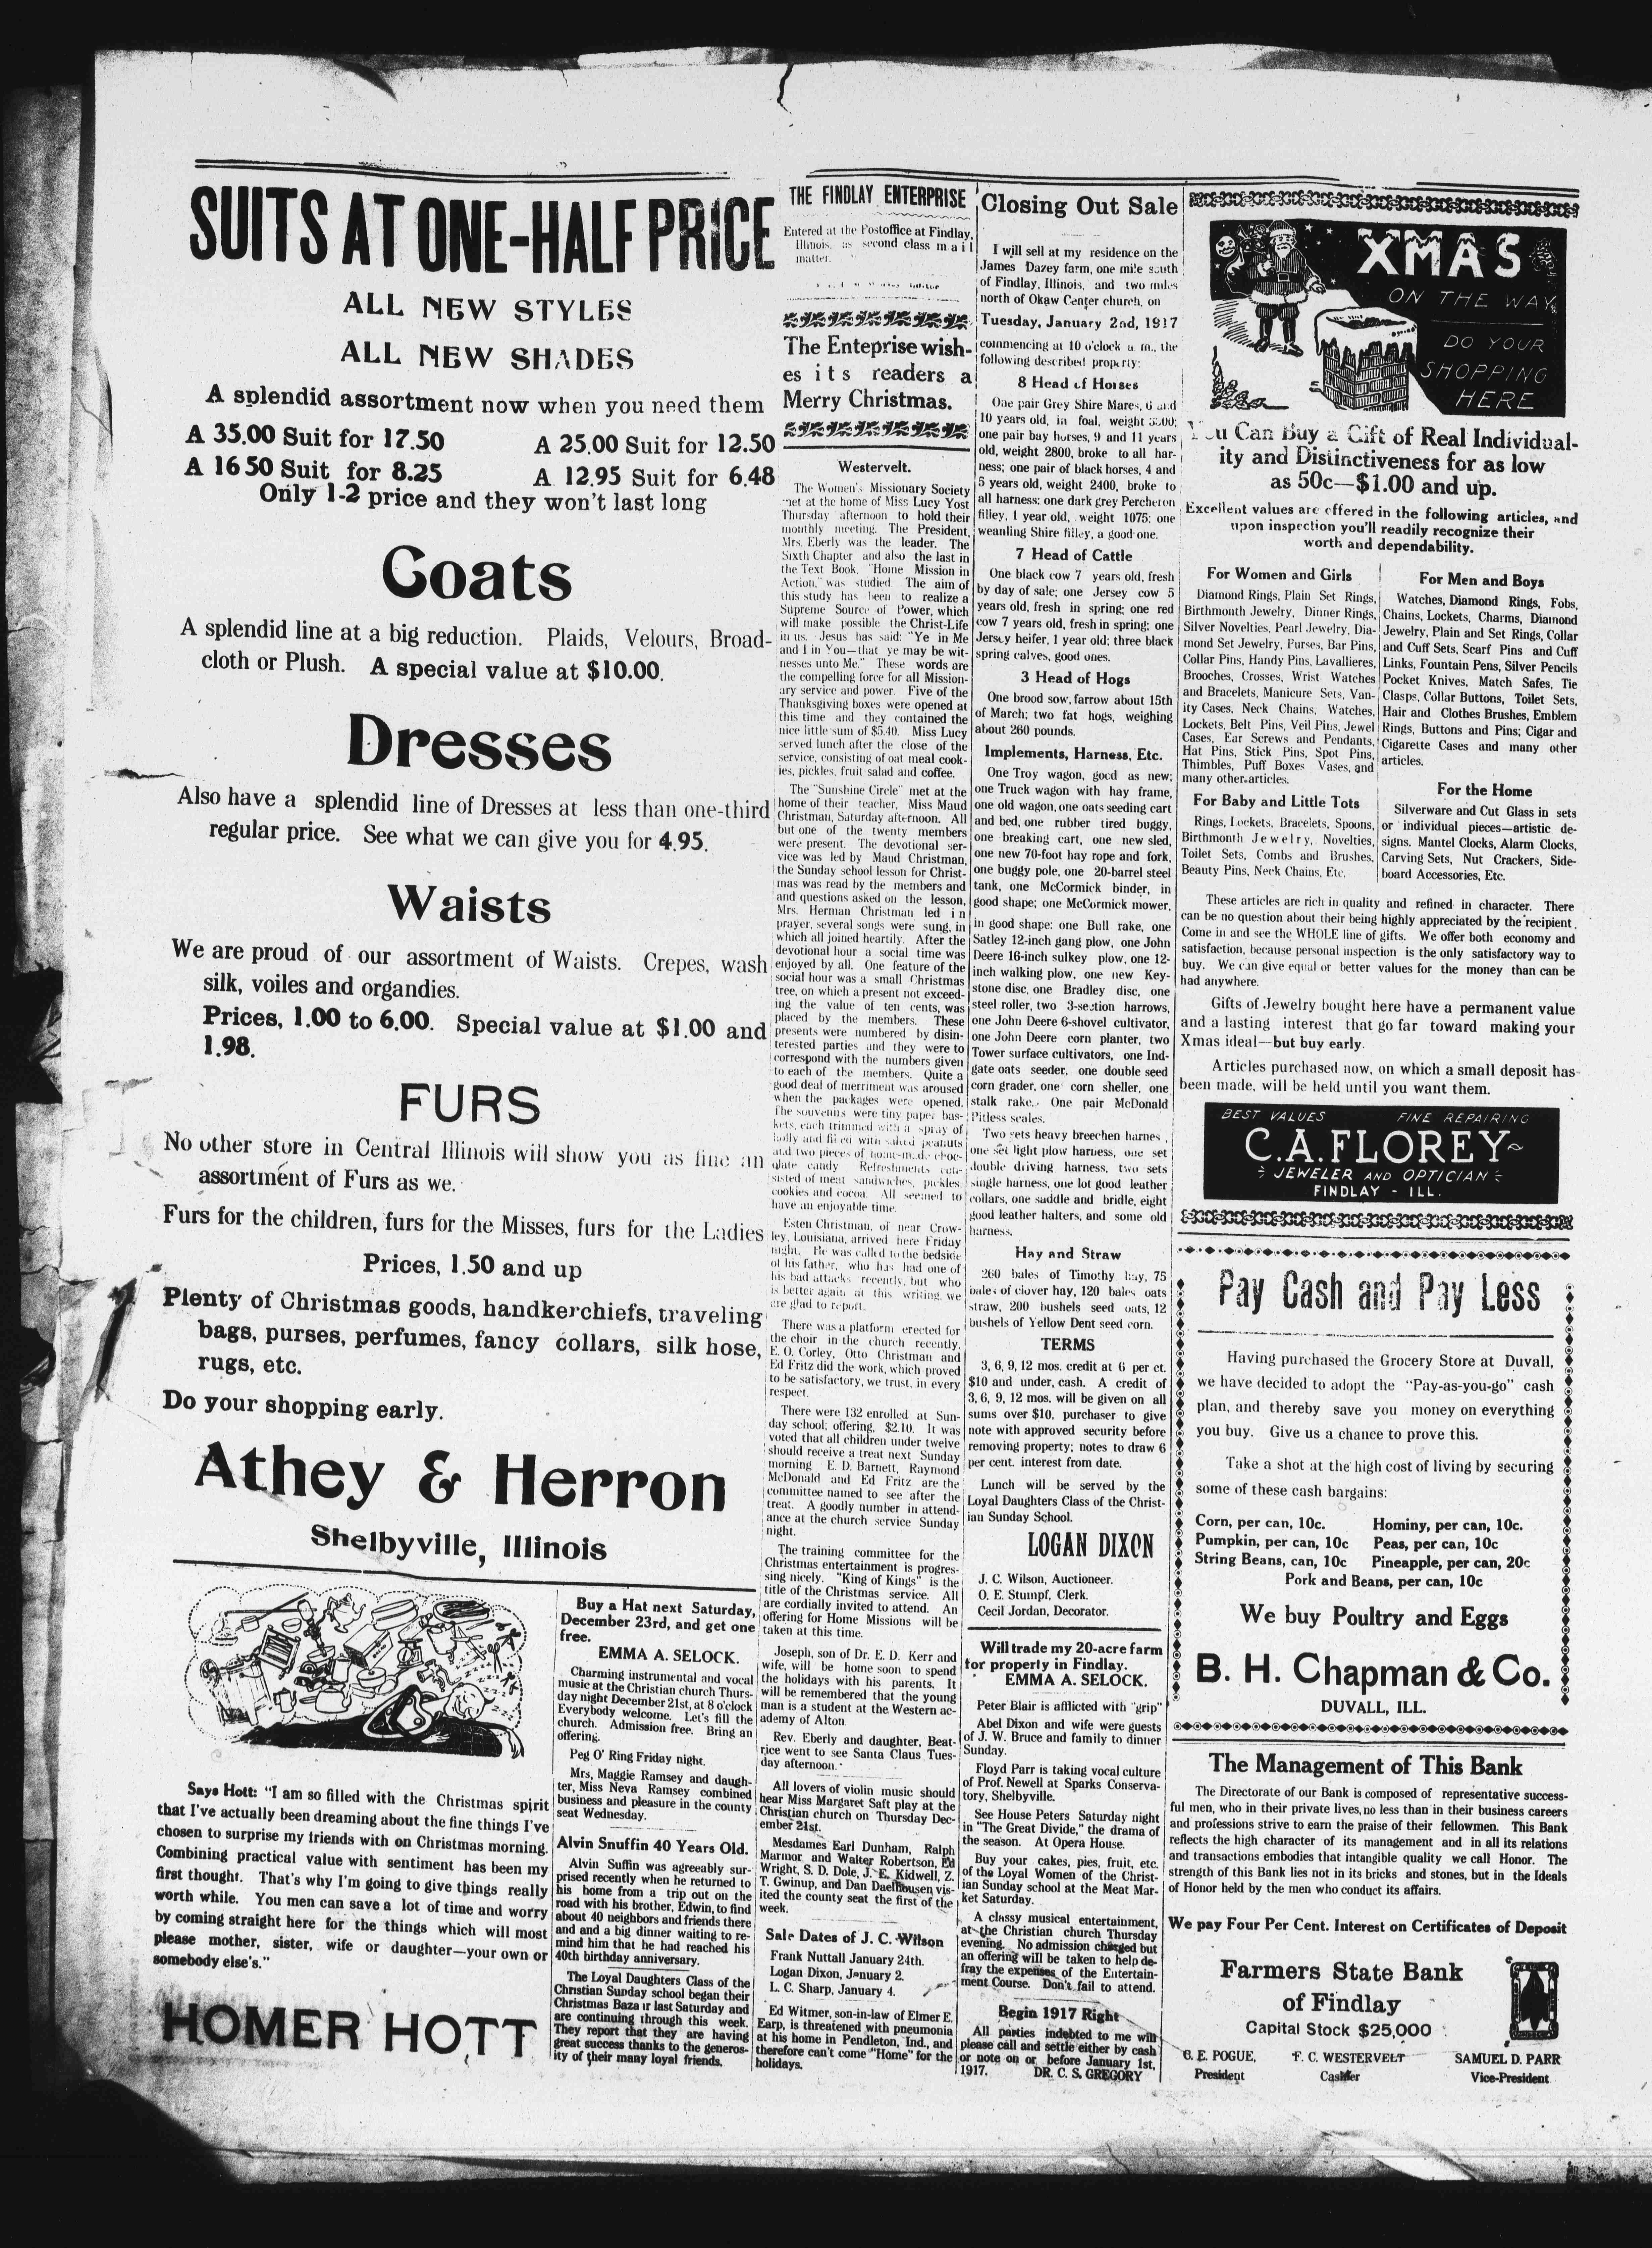 SUITS AT ONE-HALF PRICE
ALL NEW STYLES
ALL NEW SHADES
A splendid assortment now when you need them
A 35.00 Suit for 17.50
A 25.00 Suit for 12.50
A 16 50 Suit for 8.25
A 12.95 Suit for 6.48
Only 1-2 price and they won't last long
Coats
A splendid line at a big reduction. Plaids, Velours, Broad-
cloth or Plush. A special value at $10.00.
Dresses
Also have a splendid line of Dresses at less than one-third
regular price. See what we can give you for 4.95.
Waists
We are proud of our assortment of Waists. Crepes, wash
silk, voiles and organdies.
Prices, 1.00 to 6.00. Special value at $1.00 and
1.98.
FURS
No other store in Central Illinois will show you as fine an
assortment of Furs as we.
Furs for the children, furs for the Misses, furs for the Ladies
Prices, 1.50 and up
Plenty of Christmas goods, handkerchiefs, traveling
bags, purses, perfumes, fancy collars, silk hose,
rugs, etc.
Do your shopping early.
Athey & Herron
Shelbyville, Illinois
Says Hott: "I am so filled with the Christmas spirit
that I've actually been dreaming about the fine things I've
chosen to surprise my friends with on Christmas morning.
Combining practical value with sentiment has been my
first thought. That's why I'm going to give things really
worth while. You men can save a lot of time and worry
by coming straight here for the things which will most
please mother, sister, wife or daughter—your own or
somebody else's."
HOMER HOTT
Buy a Hat next Saturday,
December 23rd, and get one
free.
EMMA A. SELOCK.
Charming instrumental and vocal
music at the Christian church Thurs-
day night December 21st, at 8 o'clock
Everybody welcome. Let's fill the
church. Admission free. Bring an
offering.
Peg O' Ring Friday night.
Mrs, Maggie Ramsey and daugh-
ter, Miss Neva Ramsey combined
business and pleasure in the county
seat Wednesday.
Alvin Snuffin 40 Years Old.
Alvin Suffin was agreeably sur-
prised recently when he returned to
his home from a trip out on the
road with his brother, Edwin, to find
about 40 neighbors and friends there
and and a big dinner waiting to re-
mind him that he had reached his
40th birthday anniversary.
The Loyal Daughters Class of the
Christian Sunday school began their
Christmas Bazaar last Saturday and
are continuing through this week.
They report that they are having
great success thanks to the generos-
ity of their many loyal friends.
THE FINDLAY ENTERPRISE
Entered at the Postoffice at Findlay,
Illinois, as second class mail
matter.
The Enteprise wish-
es its readers a
Merry Christmas.
Westervelt.
The Women's Missionary Society
met at the home of Miss Lucy Yost
Thursday afternoon to hold their
monthly meeting. The President,
Mrs. Eberly was the leader. The
Sixth Chapter and also the last in
the Text Book, "Home Mission in
Action," was studied. The aim of
this study has been to realize a
Supreme Source of Power, which
will make possible the Christ-Life
in us. Jesus has said: "Ye in Me
and I in You—that ye may be wit-
nesses unto Me." These words are
the compelling force for all Mission-
ary service and power. Five of the
Thanksgiving boxes were opened at
this time and they contained the
nice little sum of $5.40. Miss Lucy
served lunch after the close of the
service, consisting of oat meal cook-
ies, pickles, fruit salad and coffee.
The "Sunshine Circle" met at the
home of their teacher, Miss Maud
Christman, Saturday afternoon. All
but one of the twenty members
were present. The devotional ser-
vice was led by Maud Christman,
the Sunday school lesson for Christ-
mas was read by the members and
and questions asked on the lesson,
Mrs. Herman Christman led in
prayer, several songs were sung, in
which all joined heartily. After the
devotional hour a social time was
enjoyed by all. One feature of the
social hour was a small Christmas
tree, on which a present not exceed-
ing the value of ten cents, was
placed by the members. These
presents were numbered by disin-
terested parties and they were to
correspond with the numbers given
to each of the members. Quite a
good deal of merriment was aroused
when the packages were opened.
The souvenirs were tiny paper bas-
kets, each trimmed with a spray of
holly and filled with salted peanuts
and two pieces of home-made choc-
olate candy Refreshments con-
sisted of meat sandwiches, pickles,
cookies and cocoa. All seemed to
have an enjoyable time.
Esten Christman, of near Crow-
ley, Louisiana, arrived here Friday
night. He was called to the bedside
of his father, who has had one of
his bad attacks recently, but who
is better again at this writing, we
are glad to report.
There was a platform erected for
the choir in the church recently.
E. O. Corley, Otto Christman and
Ed Fritz did the work, which proved
to be satisfactory, we trust, in every
respect.
There were 132 enrolled at Sun-
day school; offering, $2.10. It was
voted that all children under twelve
should receive a treat next Sunday
morning E. D. Barnett, Raymond
McDonald and Ed Fritz are the
committee named to see after the
treat. A goodly number in attend-
ance at the church service Sunday
night.
The training committee for the
Christmas entertainment is progres-
sing nicely. "King of Kings" is the
title of the Christmas service. All
are cordially invited to attend. An
offering for Home Missions will be
taken at this time.
Joseph, son of Dr. E. D. Kerr and
wife, will be home soon to spend
the holidays with his parents. It
will be remembered that the young
man is a student at the Western ac-
ademy of Alton.
Rev. Eberly and daughter, Beat-
rice went to see Santa Claus Tues-
day afternoon.
All lovers of violin music should
hear Miss Margaret Saft play at the
Christian church on Thursday Dec-
ember 21st.
Mesdames Earl Dunham, Ralph
Marmor and Walter Robertson, Ed
Wright, S. D. Dole, J. E. Kidwell, Z.
T. Gwinup, and Dan Daelhousen vis-
ited the county seat the first of the
week.
Sale Dates of J. C. Wilson
Frank Nuttall January 24th.
Logan Dixon, January 2.
L. C. Sharp, January 4.
Ed Witmer, son-in-law of Elmer E.
Earp, is threatened with pneumonia
at his home in Pendleton, Ind., and
therefore can't come "Home" for the
holidays.
Closing Out Sale
I will sell at my residence on the
James Dazey farm, one mile south
of Findlay, Illinois, and two miles
north of Okaw Center church, on
Tuesday, January 2nd, 1917
commencing at 10 o'clock a. m., the
following described property:
8 Head of Horses
One pair Grey Shire Mares, 6 and
10 years old, in foal, weight 3200;
one pair bay horses, 9 and 11 years
old, weight 2800, broke to all har-
ness; one pair of black horses, 4 and
5 years old, weight 2400, broke to
all harness; one dark grey Percheron
filley, 1 year old, weight 1075; one
weanling Shire filley, a good one.
7 Head of Cattle
One black cow 7 years old, fresh
by day of sale; one Jersey cow 5
years old, fresh in spring; one red
cow 7 years old, fresh in spring; one
Jersey heifer, 1 year old; three black
spring calves, good ones.
3 Head of Hogs
One brood sow, farrow about 15th
of March; two fat hogs, weighing
about 260 pounds.
Implements, Harness, Etc.
One Troy wagon, good as new;
one Truck wagon with hay frame,
one old wagon, one oats seeding cart
and bed, one rubber tired buggy,
one breaking cart, one new sled,
one new 70-foot hay rope and fork,
one buggy pole, one 20-barrel steel
tank, one McCormick binder, in
good shape; one McCormick mower,
in good shape; one Bull rake, one
Satley 12-inch gang plow, one John
Deere 16-inch sulkey plow, one 12-
inch walking plow, one new Key-
stone disc, one Bradley disc, one
steel roller, two 3-section harrows,
one John Deere 6-shovel cultivator,
one John Deere corn planter, two
Tower surface cultivators, one Ind-
gate oats seeder, one double seed
corn grader, one corn sheller, one
stalk rake. One pair McDonald
Pitless scales.
Two sets heavy breechen harnes,
one set light plow harness, one set
double driving harness, two sets
single harness, one lot good leather
collars, one saddle and bridle, eight
good leather halters, and some old
harness.
Hay and Straw
260 bales of Timothy hay, 75
bales of clover hay, 120 bales oats
straw, 200 bushels seed oats, 12
bushels of Yellow Dent seed corn.
TERMS
3, 6, 9, 12 mos. credit at 6 per ct.
$10 and under, cash. A credit of
3, 6, 9, 12 mos. will be given on all
sums over $10, purchaser to give
note with approved security before
removing property; notes to draw 6
per cent. interest from date.
Lunch will be served by the
Loyal Daughters Class of the Christ-
ian Sunday School.
LOGAN DIXON
J. C. Wilson, Auctioneer.
O. E. Stumpf, Clerk.
Cecil Jordan, Decorator.
Will trade my 20-acre farm
for property in Findlay.
EMMA A. SELOCK.
Peter Blair is afflicted with "grip"
Abel Dixon and wife were guests
of J. W. Bruce and family to dinner
Sunday.
Floyd Parr is taking vocal culture
of Prof. Newell at Sparks Conserva-
tory, Shelbyville.
See House Peters Saturday night
in "The Great Divide," the drama of
the season. At Opera House.
Buy your cakes, pies, fruit, etc.
of the Loyal Women of the Christ-
ian Sunday school at the Meat Mar-
ket Saturday.
A classy musical entertainment,
at the Christian church Thursday
evening. No admission charged but
an offering will be taken to help de-
fray the expenses of the Entertain-
ment Course. Don't fail to attend.
Begin 1917 Right
All parties indebted to me will
please call and settle either by cash
or note on or before January 1st,
1917. DR. C. S. GREGORY
XMAS
ON THE WAY
DO YOUR
SHOPPING
HERE
You Can Buy a Gift of Real Individual-
ity and Distinctiveness for as low
as 50c—$1.00 and up.
Excellent values are offered in the following articles, and
upon inspection you'll readily recognize their
worth and dependability.
For Women and Girls
Diamond Rings, Plain Set Rings,
Birthmonth Jewelry, Dinner Rings,
Silver Novelties, Pearl Jewelry, Dia-
mond Set Jewelry, Purses, Bar Pins,
Collar Pins, Handy Pins, Lavallieres,
Brooches, Crosses, Wrist Watches
and Bracelets, Manicure Sets, Van-
ity Cases, Neck Chains, Watches,
Lockets, Belt Pins, Veil Pins, Jewel
Cases, Ear Screws and Pendants,
Hat Pins, Stick Pins, Spot Pins,
Thimbles, Puff Boxes Vases, and
many other articles.
For Baby and Little Tots
Rings, Lockets, Bracelets, Spoons,
Birthmonth Jewelry, Novelties,
Toilet Sets, Combs and Brushes,
Beauty Pins, Neck Chains, Etc.
For Men and Boys
Watches, Diamond Rings, Fobs,
Chains, Lockets, Charms, Diamond
Jewelry, Plain and Set Rings, Collar
and Cuff Sets, Scarf Pins and Cuff
Links, Fountain Pens, Silver Pencils
Pocket Knives, Match Safes, Tie
Clasps, Collar Buttons, Toilet Sets,
Hair and Clothes Brushes, Emblem
Rings, Buttons and Pins; Cigar and
Cigarette Cases and many other
articles.
For the Home
Silverware and Cut Glass in sets
or individual pieces—artistic de-
signs. Mantel Clocks, Alarm Clocks,
Carving Sets, Nut Crackers, Side-
board Accessories, Etc.
These articles are rich in quality and refined in character. There
can be no question about their being highly appreciated by the recipient.
Come in and see the WHOLE line of gifts. We offer both economy and
satisfaction, because personal inspection is the only satisfactory way to
buy. We can give equal or better values for the money than can be
had anywhere.
Gifts of Jewelry bought here have a permanent value
and a lasting interest that go far toward making your
Xmas ideal—but buy early.
Articles purchased now, on which a small deposit has
been made, will be held until you want them.
BEST VALUES FINE REPAIRING
C.A. FLOREY
JEWELER AND OPTICIAN
FINDLAY - ILL.
Pay Cash and Pay Less
Having purchased the Grocery Store at Duvall,
we have decided to adopt the "Pay-as-you-go" cash
plan, and thereby save you money on everything
you buy. Give us a chance to prove this.
Take a shot at the high cost of living by securing
some of these cash bargains:
Corn, per can, 10c. Hominy, per can, 10c.
Pumpkin, per can, 10c Peas, per can, 10c
String Beans, can, 10c Pineapple, per can, 20c
Pork and Beans, per can, 10c
We buy Poultry and Eggs
B. H. Chapman & Co.
DUVALL, ILL.
The Management of This Bank
The Directorate of our Bank is composed of representative success-
ful men, who in their private lives, no less than in their business careers
and professions strive to earn the praise of their fellowmen. This Bank
reflects the high character of its management and in all its relations
and transactions embodies that intangible quality we call Honor. The
strength of this Bank lies not in its bricks and stones, but in the Ideals
of Honor held by the men who conduct its affairs.
We pay Four Per Cent. Interest on Certificates of Deposit
Farmers State Bank
of Findlay
Capital Stock $25,000
G. E. POGUE, F. C. WESTERVELT SAMUEL D. PARR
President Cashier Vice-President